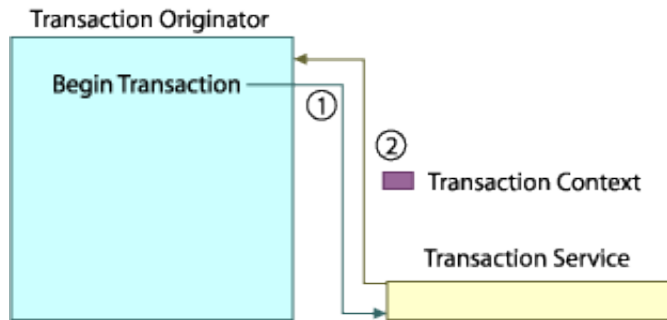 Transaction Originator
Begin Transaction
①
②
Transaction Context
Transaction Service